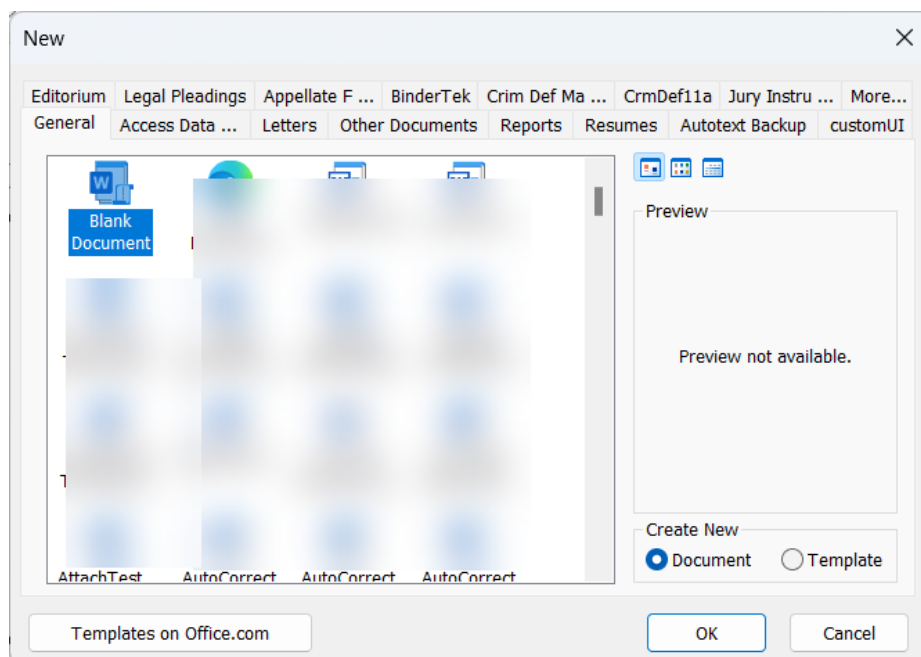 New
Editorium Legal Pleadings Appellate F ... BinderTek Crim Def Ma ... CrmDef11a Jury Instru ... More...
General Access Data ... Letters Other Documents Reports Resumes Autotext Backup customUI
Blank
Document
AttachTest AutoCorrect AutoCorrect AutoCorrect
Preview
Preview not available.
Create New
Document Template
Templates on Office.com OK Cancel